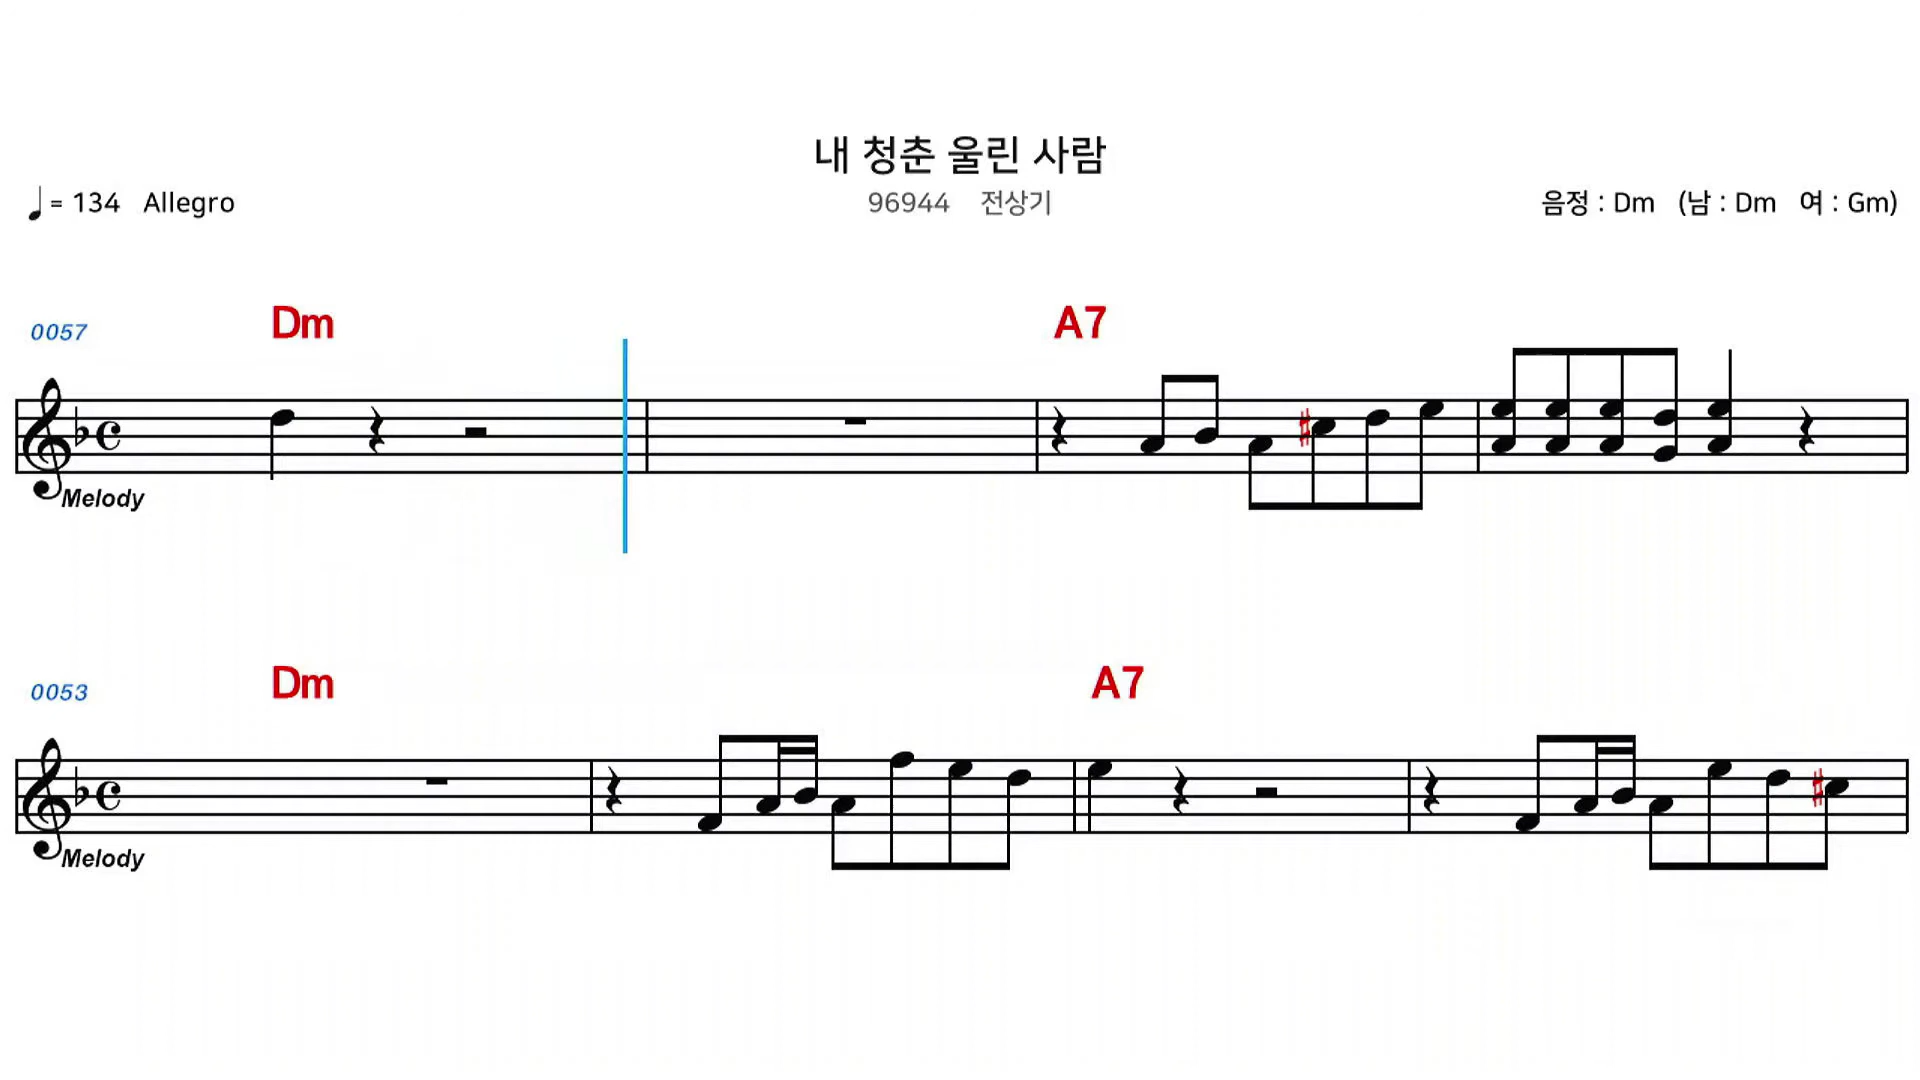 내 청춘 울린 사람
= 134 Allegro
96944 전상기
음정 : Dm (남 : Dm 여 : Gm)
0057 Dm A7
Melody
0053 Dm A7
Melody